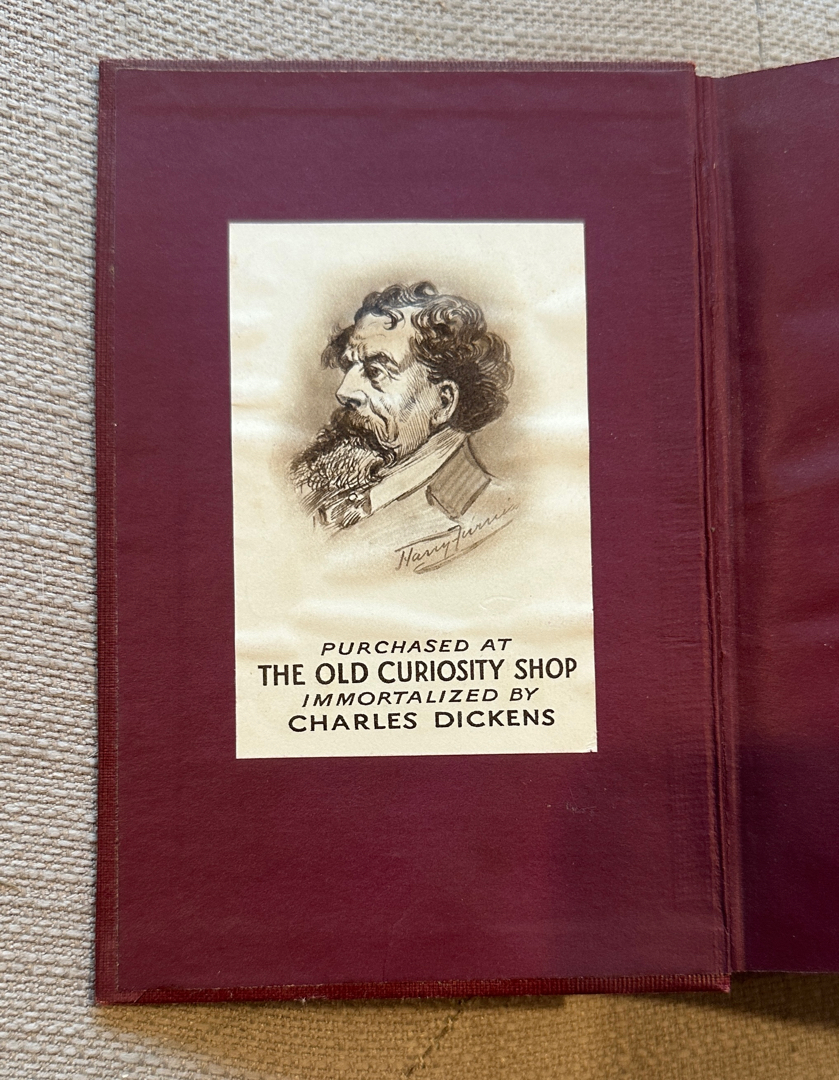 Harry Furniss
PURCHASED AT
THE OLD CURIOSITY SHOP
IMMORTALIZED BY
CHARLES DICKENS